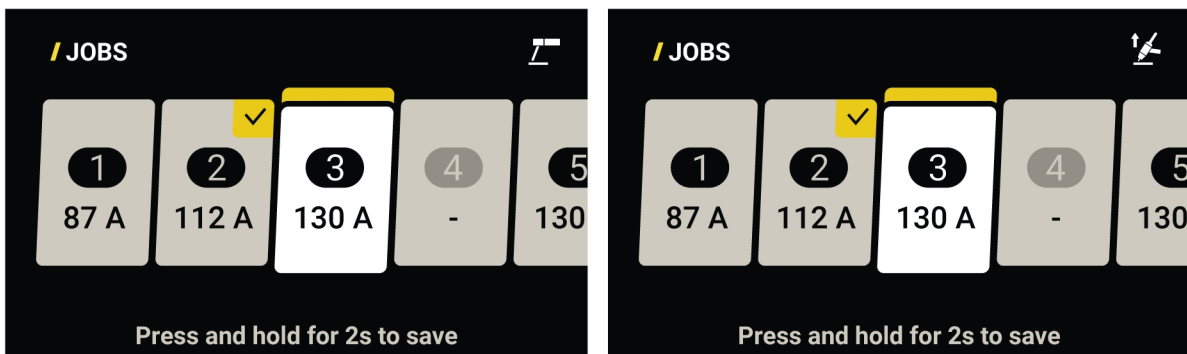 / JOBS
1 2 3 4 5
87 A 112 A 130 A - 130
Press and hold for 2s to save
/ JOBS
1 2 3 4 5
87 A 112 A 130 A - 130
Press and hold for 2s to save